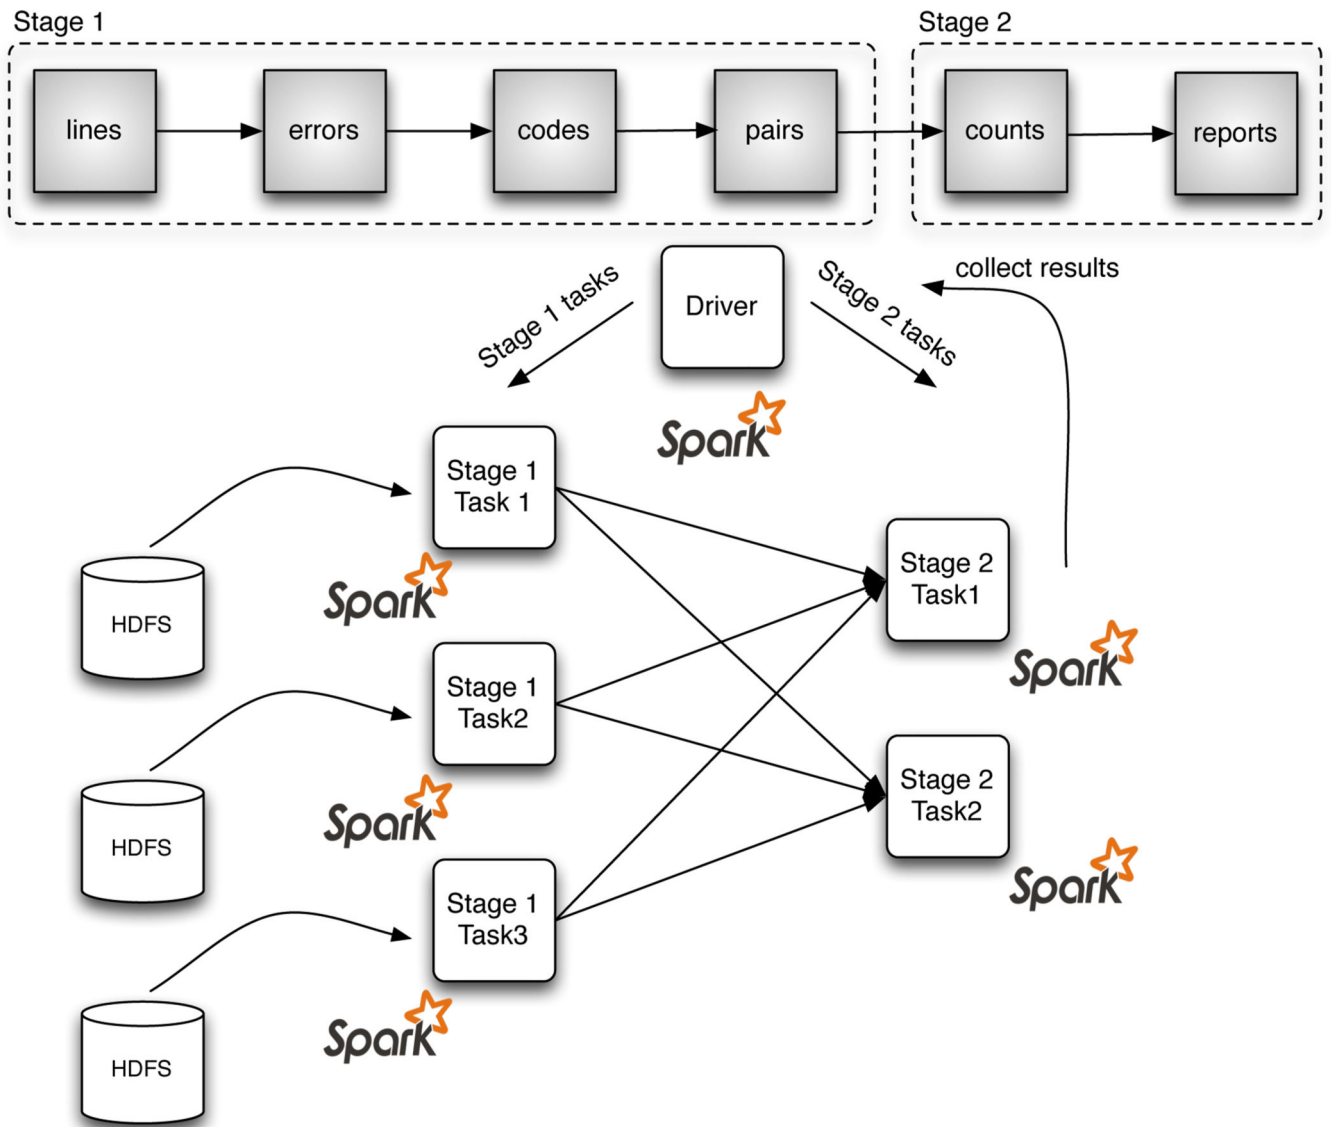 Stage 1
Stage 2
lines
errors
codes
pairs
counts
reports
Stage 1 tasks
Driver
Stage 2 tasks
collect results
Spark
Stage 1
Task 1
Spark
HDFS
Stage 2
Task1
Spark
Stage 1
Task2
Spark
HDFS
Stage 2
Task2
Spark
Stage 1
Task3
Spark
HDFS